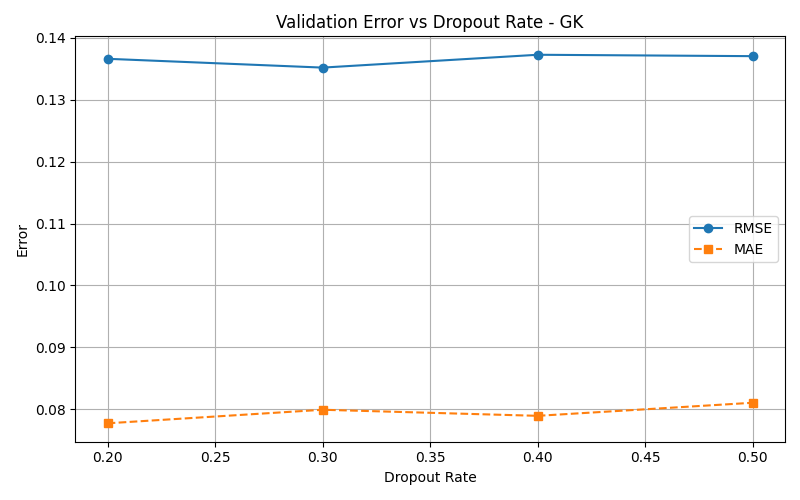 Validation Error vs Dropout Rate - GK
0.14
0.13
0.12
0.11
0.10
0.09
0.08
Error
RMSE
MAE
0.20 0.25 0.30 0.35 0.40 0.45 0.50
Dropout Rate